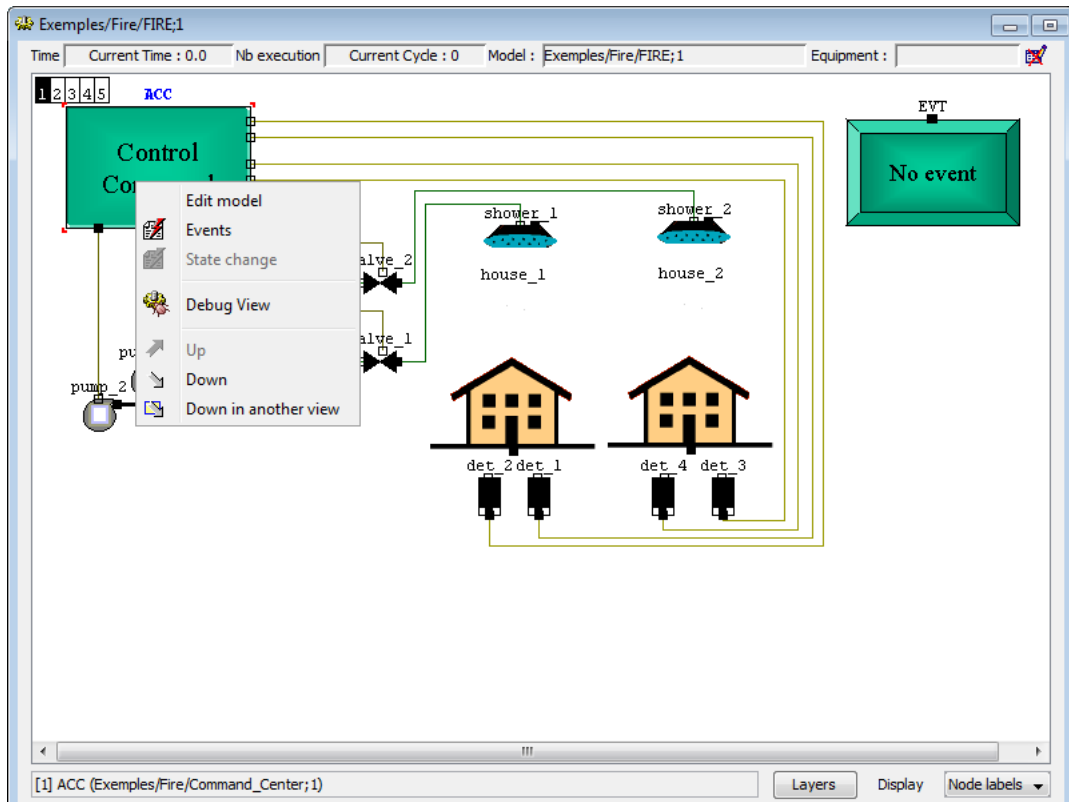 Exemples/Fire/FIRE;1
Time Current Time : 0.0 Nb execution Current Cycle : 0 Model : Exemples/Fire/FIRE;1 Equipment :
1 2 3 4 5 ACC
EVT
Control
No event
Edit model
Events
State change
Debug View
Up
Down
Down in another view
shower_1 shower_2
house_1 house_2
alve_2
alve_1
pump_2
det_2 det_1 det_4 det_3
[1] ACC (Exemples/Fire/Command_Center;1) Layers Display Node labels